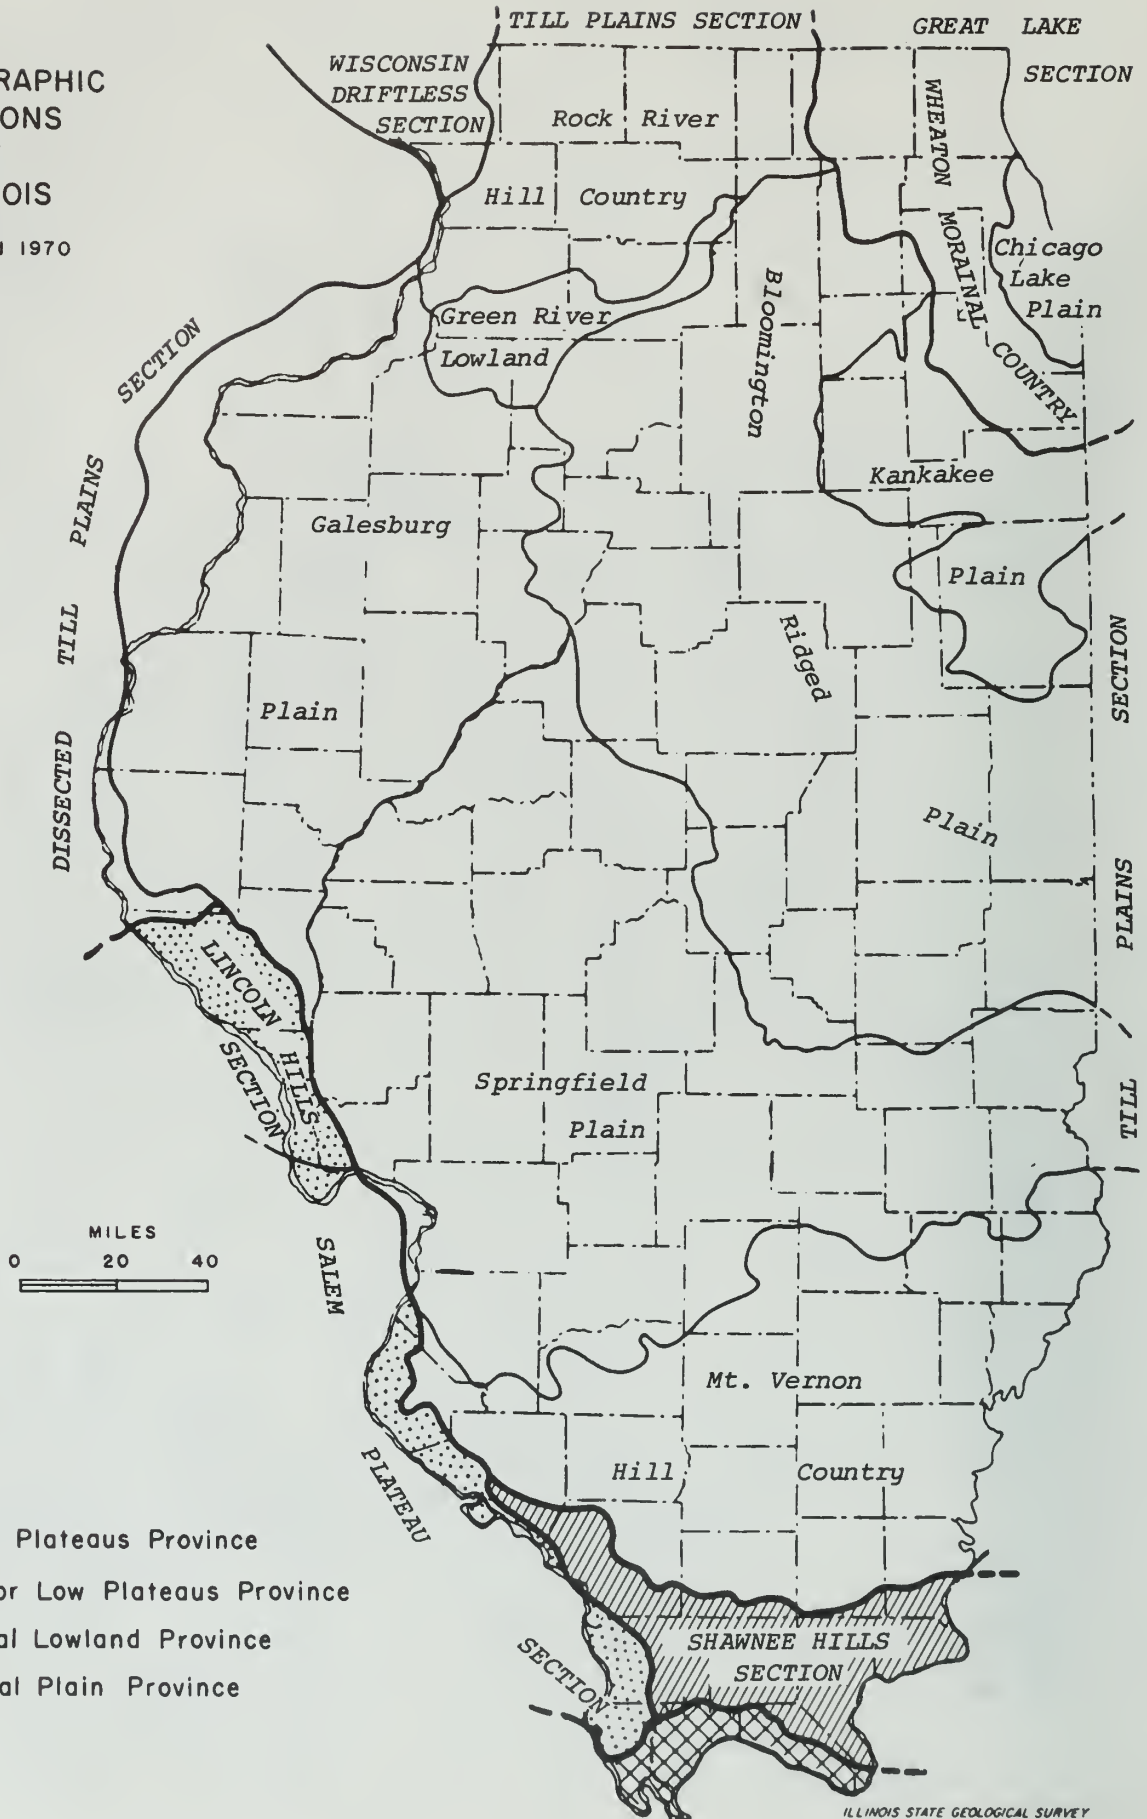 RAPHIC
ONS
OIS
1970
TILL PLAINS SECTION
GREAT LAKE
SECTION
WISCONSIN
DRIFTLESS
SECTION
Rock River
Hill Country
WHEATON
MORAINAL
COUNTRY
Chicago
Lake
Plain
Green River
Lowland
Bloomington
Ridged
Plain
Kankakee
Plain
Galesburg
Plain
DISSECTED TILL PLAINS SECTION
TILL PLAINS SECTION
LINCOLN
HILLS
SECTION
Springfield
Plain
MILES
0 20 40
SALEM
PLATEAU
SECTION
Mt. Vernon
Hill Country
SHAWNEE HILLS
SECTION
Plateaus Province
or Low Plateaus Province
al Lowland Province
al Plain Province
ILLINOIS STATE GEOLOGICAL SURVEY